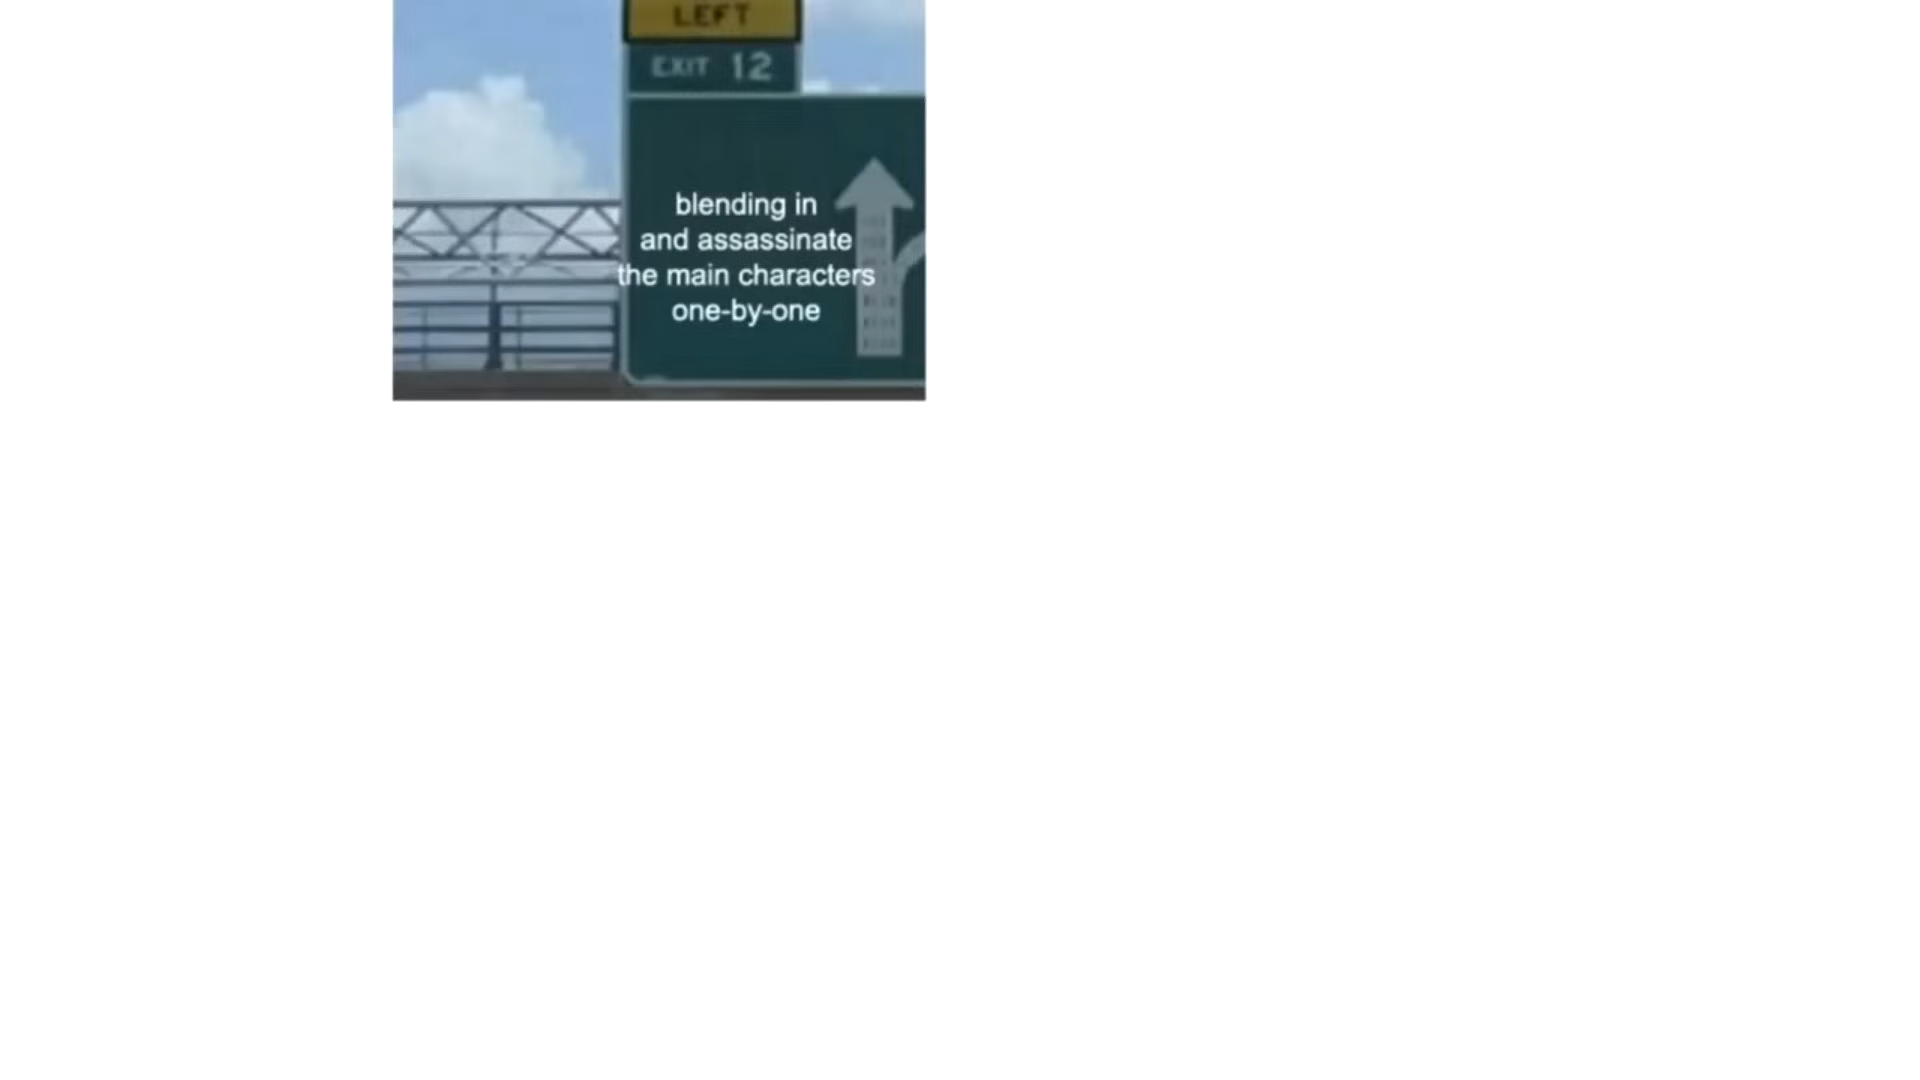 LEFT
EXIT 12
blending in
and assassinate
the main characters
one-by-one